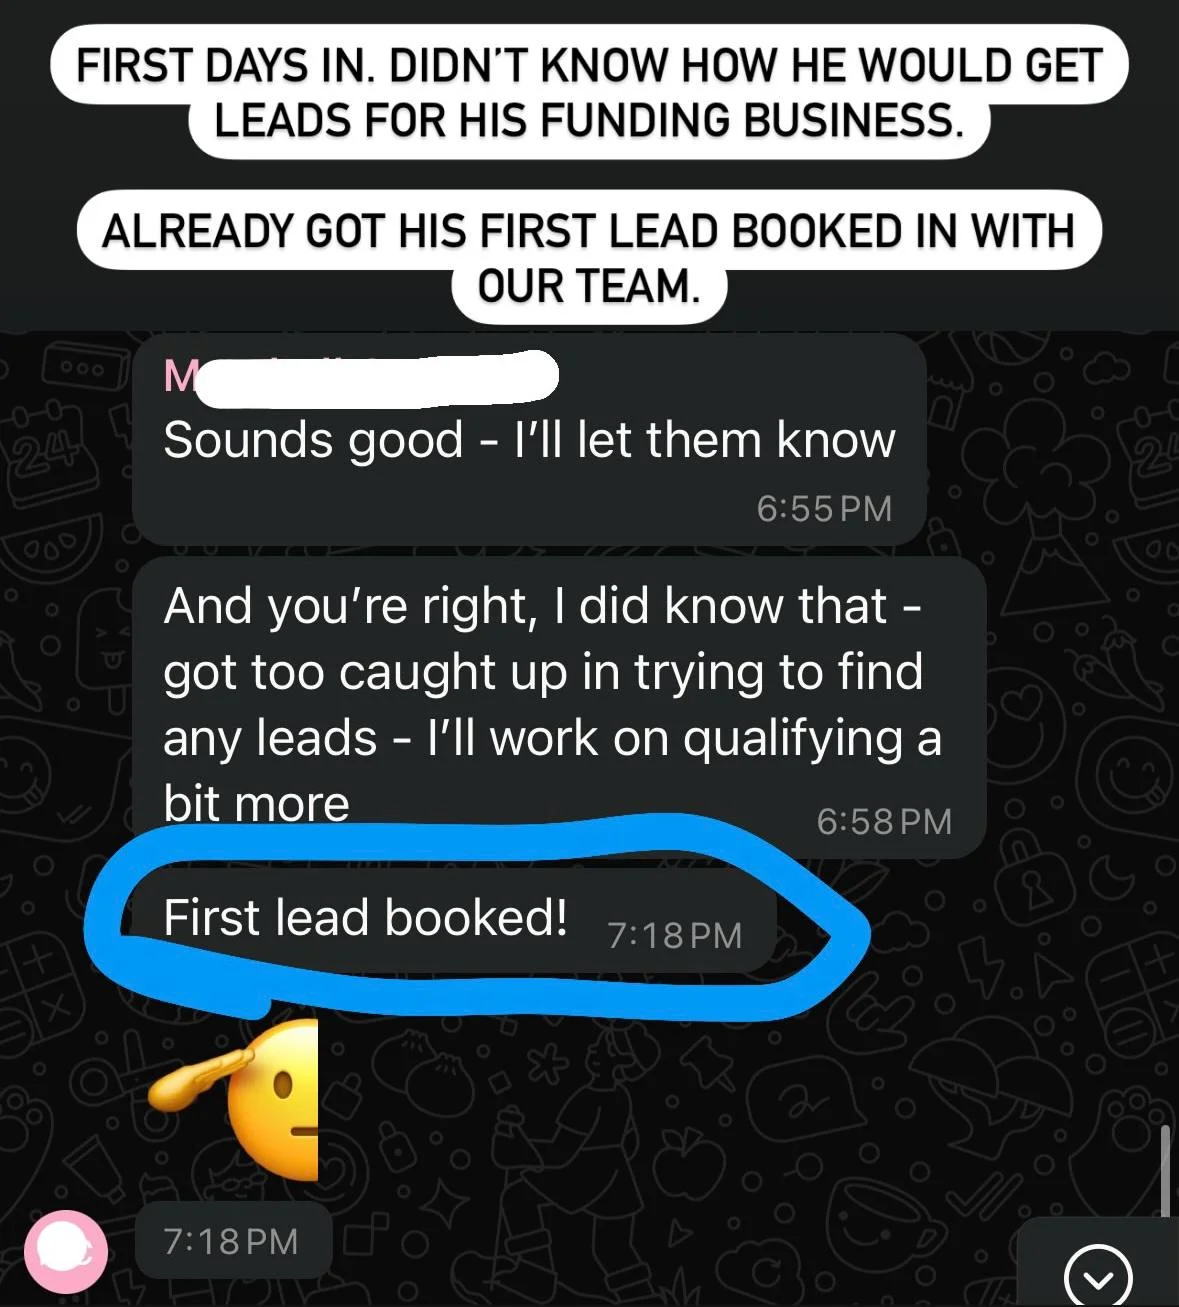 FIRST DAYS IN. DIDN'T KNOW HOW HE WOULD GET
LEADS FOR HIS FUNDING BUSINESS.
ALREADY GOT HIS FIRST LEAD BOOKED IN WITH
OUR TEAM.
Sounds good - I'll let them know
6:55 PM
And you're right, I did know that -
got too caught up in trying to find
any leads - I'll work on qualifying a
bit more
6:58 PM
First lead booked! 7:18 PM
7:18 PM